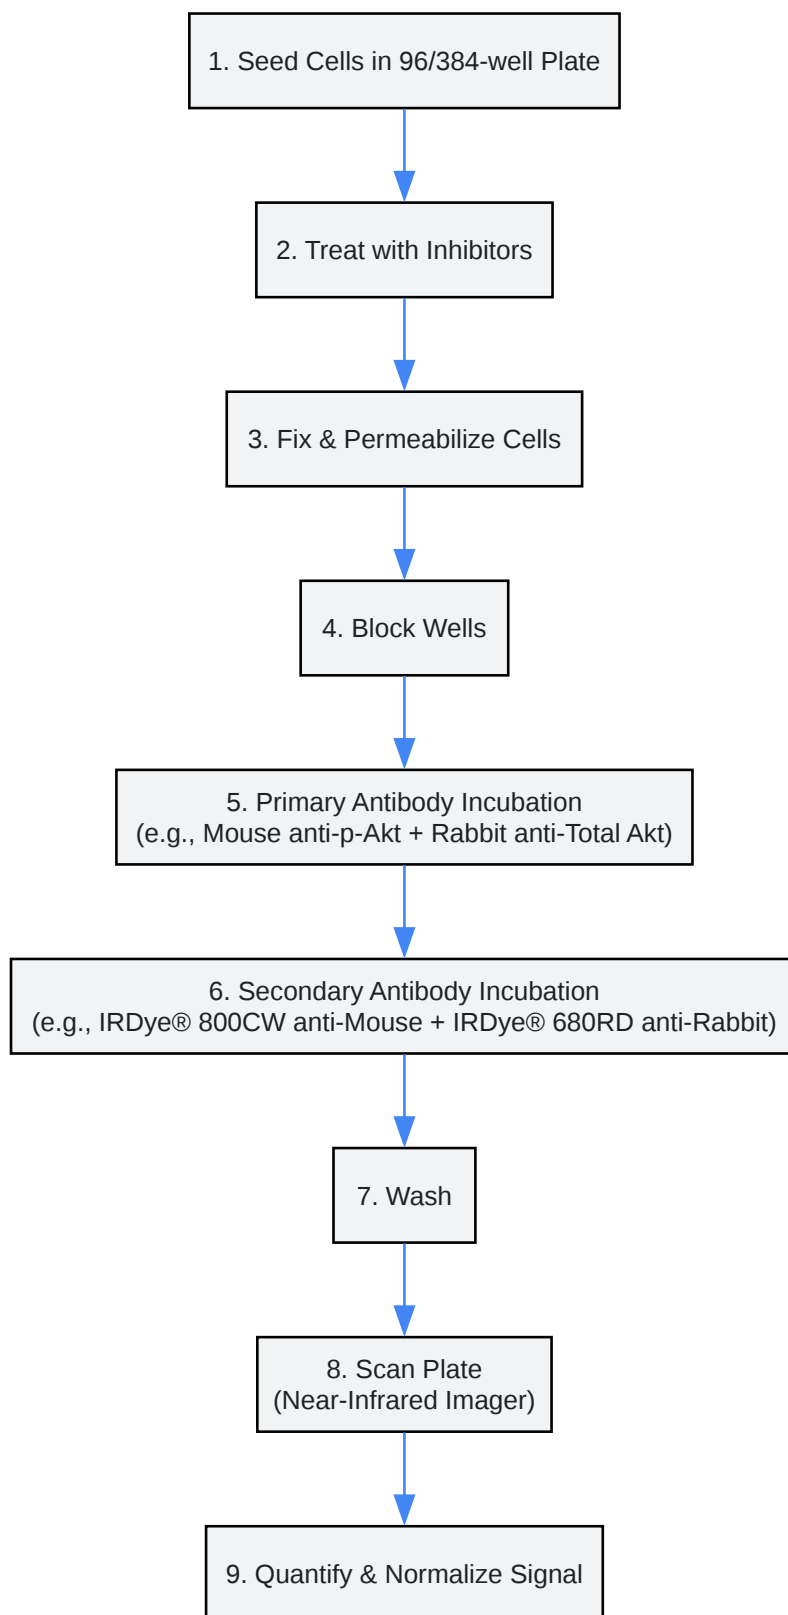 1. Seed Cells in 96/384-well Plate
2. Treat with Inhibitors
3. Fix & Permeabilize Cells
4. Block Wells
5. Primary Antibody Incubation
(e.g., Mouse anti-p-Akt + Rabbit anti-Total Akt)
6. Secondary Antibody Incubation
(e.g., IRDye® 800CW anti-Mouse + IRDye® 680RD anti-Rabbit)
7. Wash
8. Scan Plate
(Near-Infrared Imager)
9. Quantify & Normalize Signal